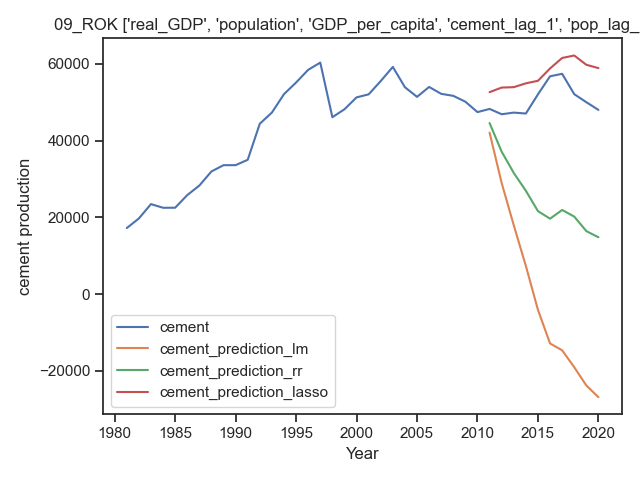 09_ROK ['real_GDP', 'population', 'GDP_per_capita', 'cement_lag_1', 'pop_lag_
60000
40000
20000
0
−20000
cement production
cement
cement_prediction_lm
cement_prediction_rr
cement_prediction_lasso
1980 1985 1990 1995 2000 2005 2010 2015 2020
Year